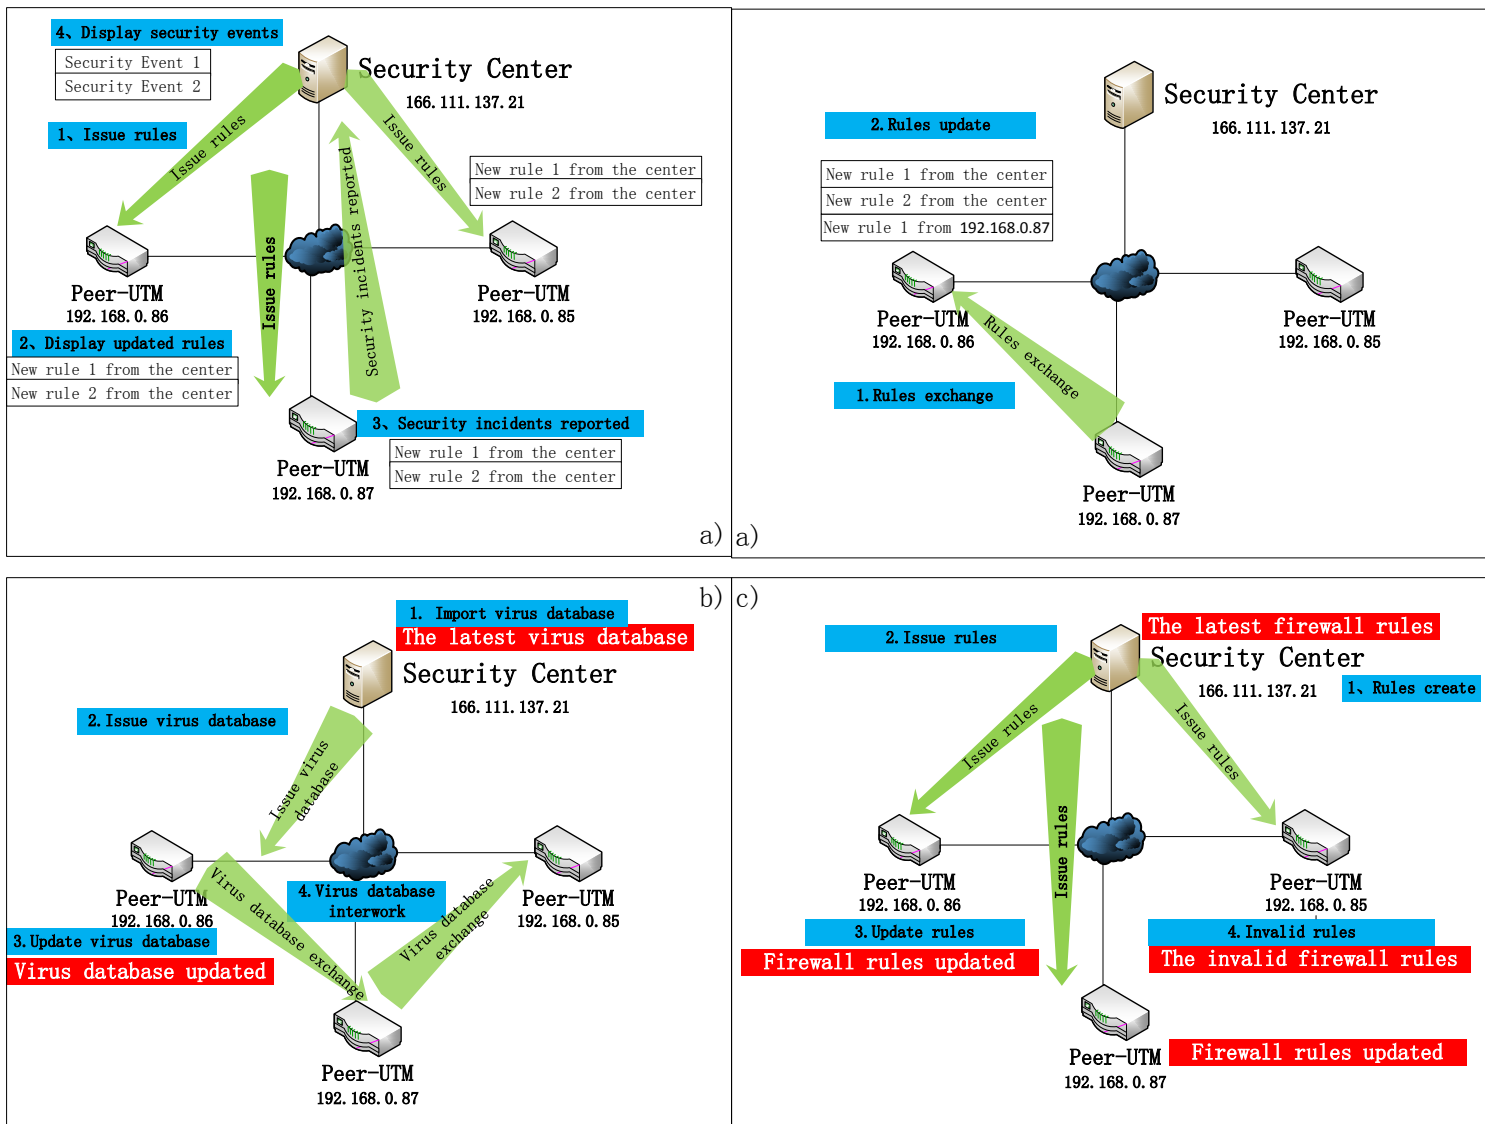 4、Display security events
Security Event 1
Security Event 2
Security Center
166.111.137.21
1、Issue rules
Issue rules
Issue rules
Issue rules
Security incidents reported
New rule 1 from the center
New rule 2 from the center
Peer-UTM
192.168.0.86
Peer-UTM
192.168.0.85
2、Display updated rules
New rule 1 from the center
New rule 2 from the center
3、Security incidents reported
New rule 1 from the center
New rule 2 from the center
Peer-UTM
192.168.0.87
a)
Security Center
166.111.137.21
2.Rules update
New rule 1 from the center
New rule 2 from the center
New rule 1 from 192.168.0.87
Peer-UTM
192.168.0.86
Peer-UTM
192.168.0.85
Rules exchange
1.Rules exchange
Peer-UTM
192.168.0.87
a)
b)
1. Import virus database
The latest virus database
Security Center
166.111.137.21
2.Issue virus database
Issue virus
database
Peer-UTM
192.168.0.86
Peer-UTM
192.168.0.85
3.Update virus database
Virus database updated
4.Virus database
interwork
Virus database exchange
Virus database
exchange
Peer-UTM
192.168.0.87
c)
2.Issue rules
The latest firewall rules
Security Center
166.111.137.21
1、Rules create
Issue rules
Issue rules
Issue rules
Peer-UTM
192.168.0.86
Peer-UTM
192.168.0.85
3.Update rules
Firewall rules updated
4.Invalid rules
The invalid firewall rules
Peer-UTM
192.168.0.87
Firewall rules updated